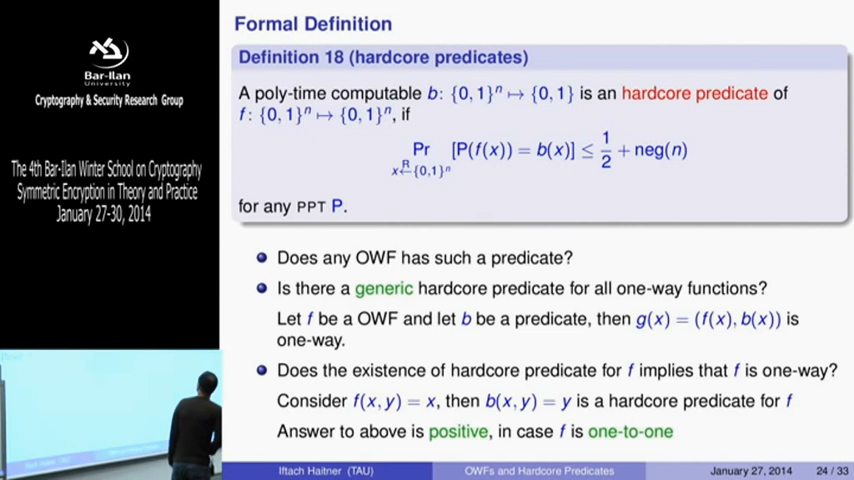 Bar-Ilan
University
Cryptography & Security Research Group
The 4th Bar-Ilan Winter School on Cryptography
Symmetric Encryption in Theory and Practice
January 27-30, 2014
Formal Definition
Definition 18 (hardcore predicates)
A poly-time computable b: {0, 1}ⁿ ↦ {0, 1} is an hardcore predicate of
f: {0, 1}ⁿ ↦ {0, 1}ⁿ, if
Pr x←ᴿ{0,1}ⁿ [P(f(x)) = b(x)] ≤ 1/2 + neg(n)
for any PPT P.
Does any OWF has such a predicate?
Is there a generic hardcore predicate for all one-way functions?
Let f be a OWF and let b be a predicate, then g(x) = (f(x), b(x)) is
one-way.
Does the existence of hardcore predicate for f implies that f is one-way?
Consider f(x, y) = x, then b(x, y) = y is a hardcore predicate for f
Answer to above is positive, in case f is one-to-one
Iftach Haitner (TAU)
OWFs and Hardcore Predicates
January 27, 2014
24 / 33